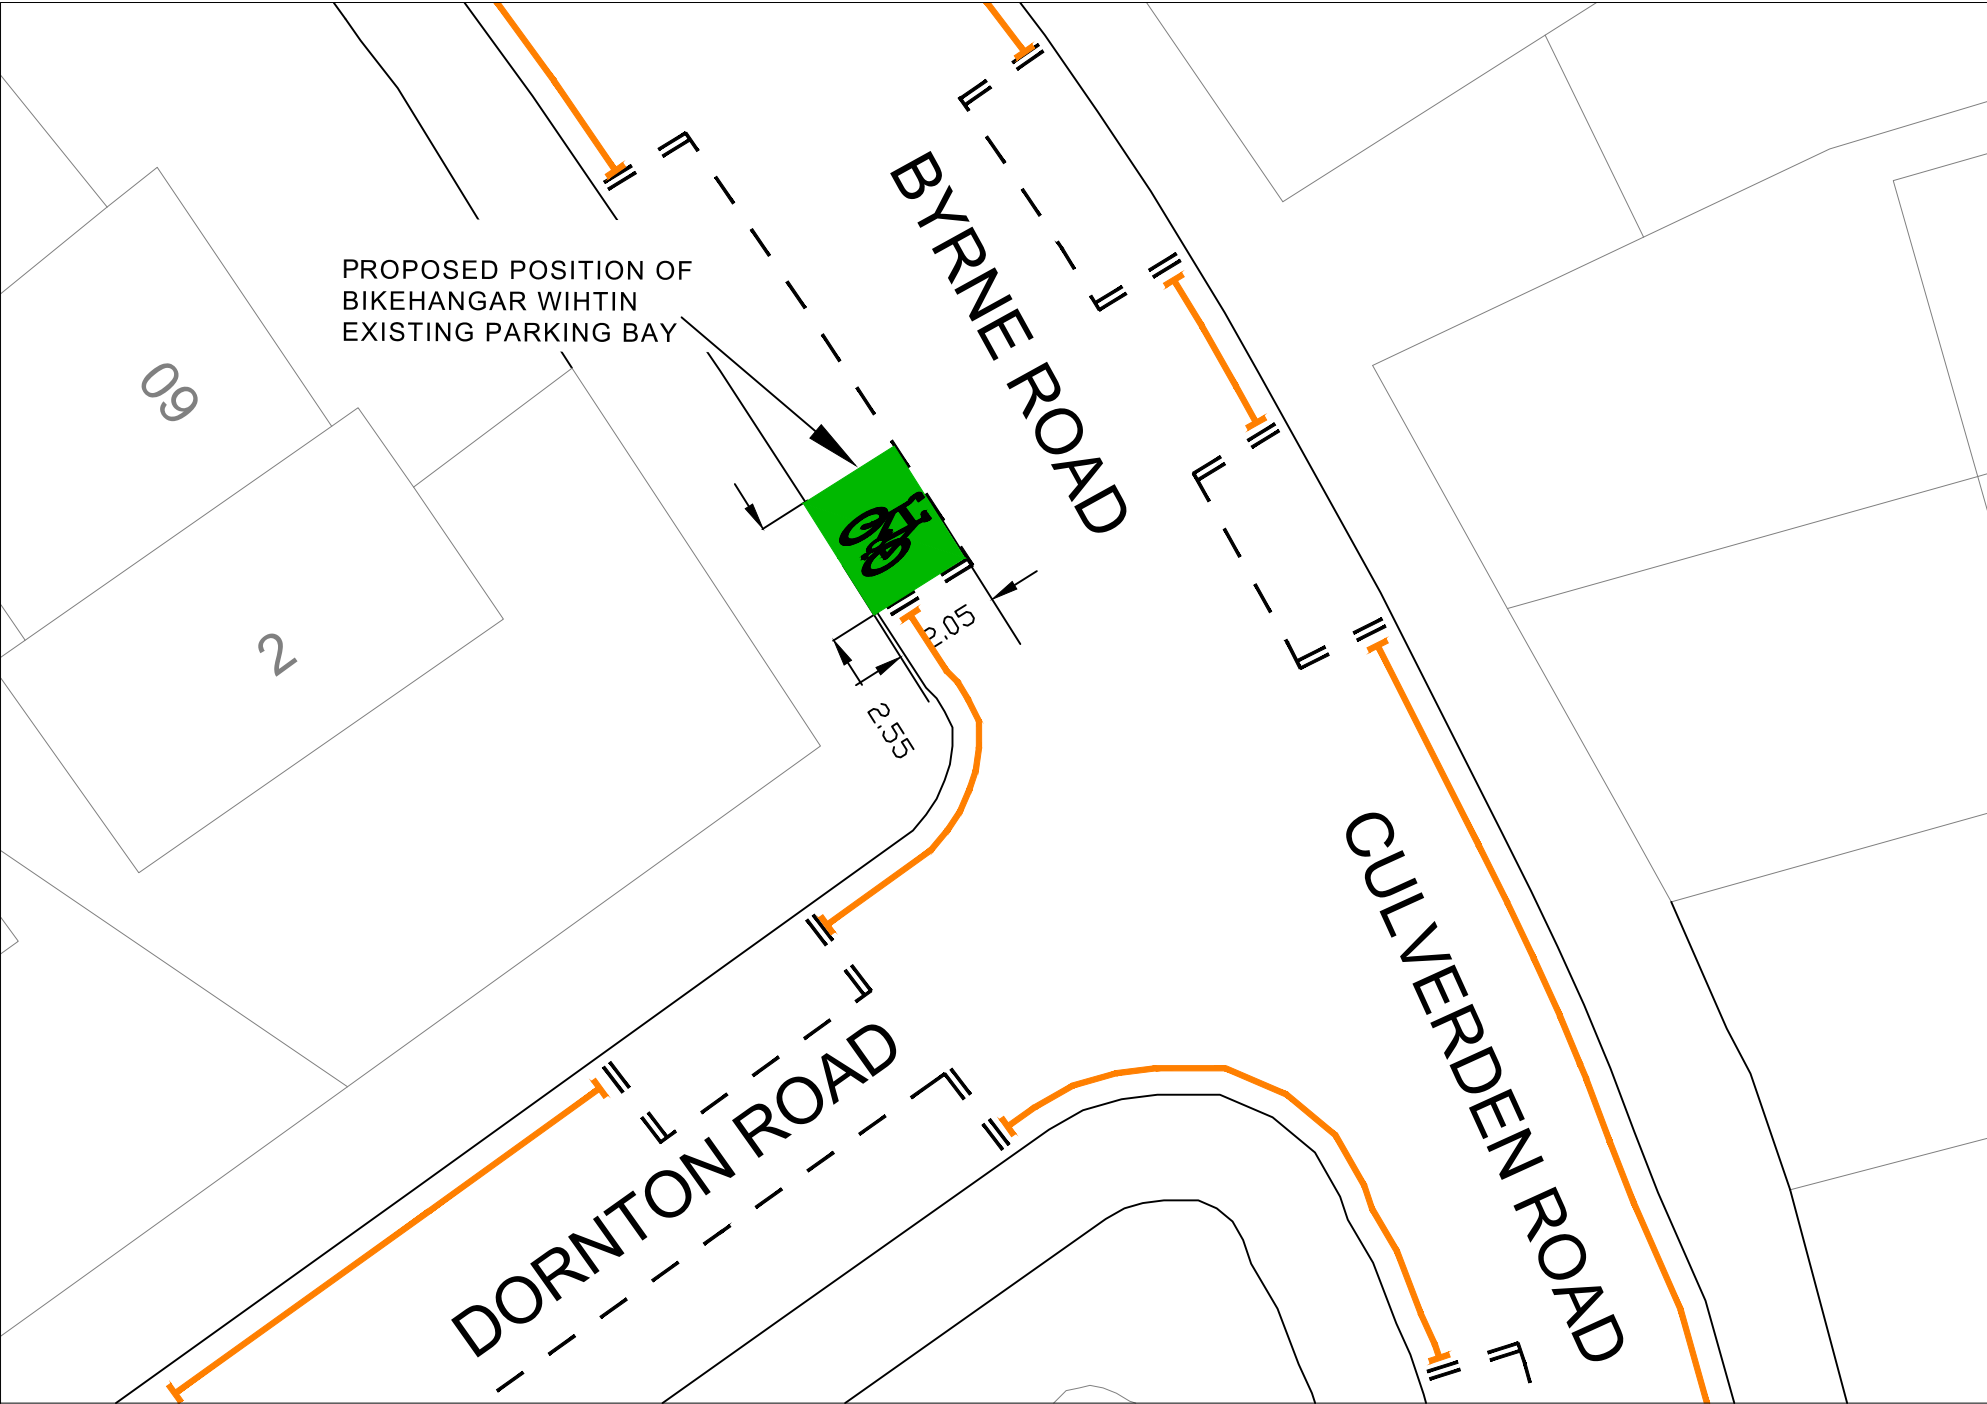 BYRNE ROAD
PROPOSED POSITION OF
BIKEHANGAR WIHTIN
EXISTING PARKING BAY
60
2
2.05
2.55
CULVERDEN ROAD
DORNTON ROAD